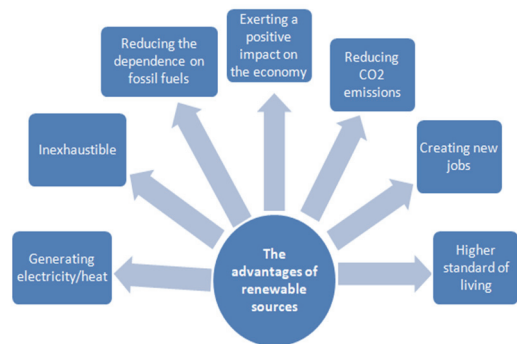 Exerting a
positive
impact on
the economy
Reducing the
dependence on
fossil fuels
Reducing
CO2
emissions
Inexhaustible
Creating new
jobs
Generating
electricity/heat
The
advantages of
renewable
sources
Higher
standard of
living